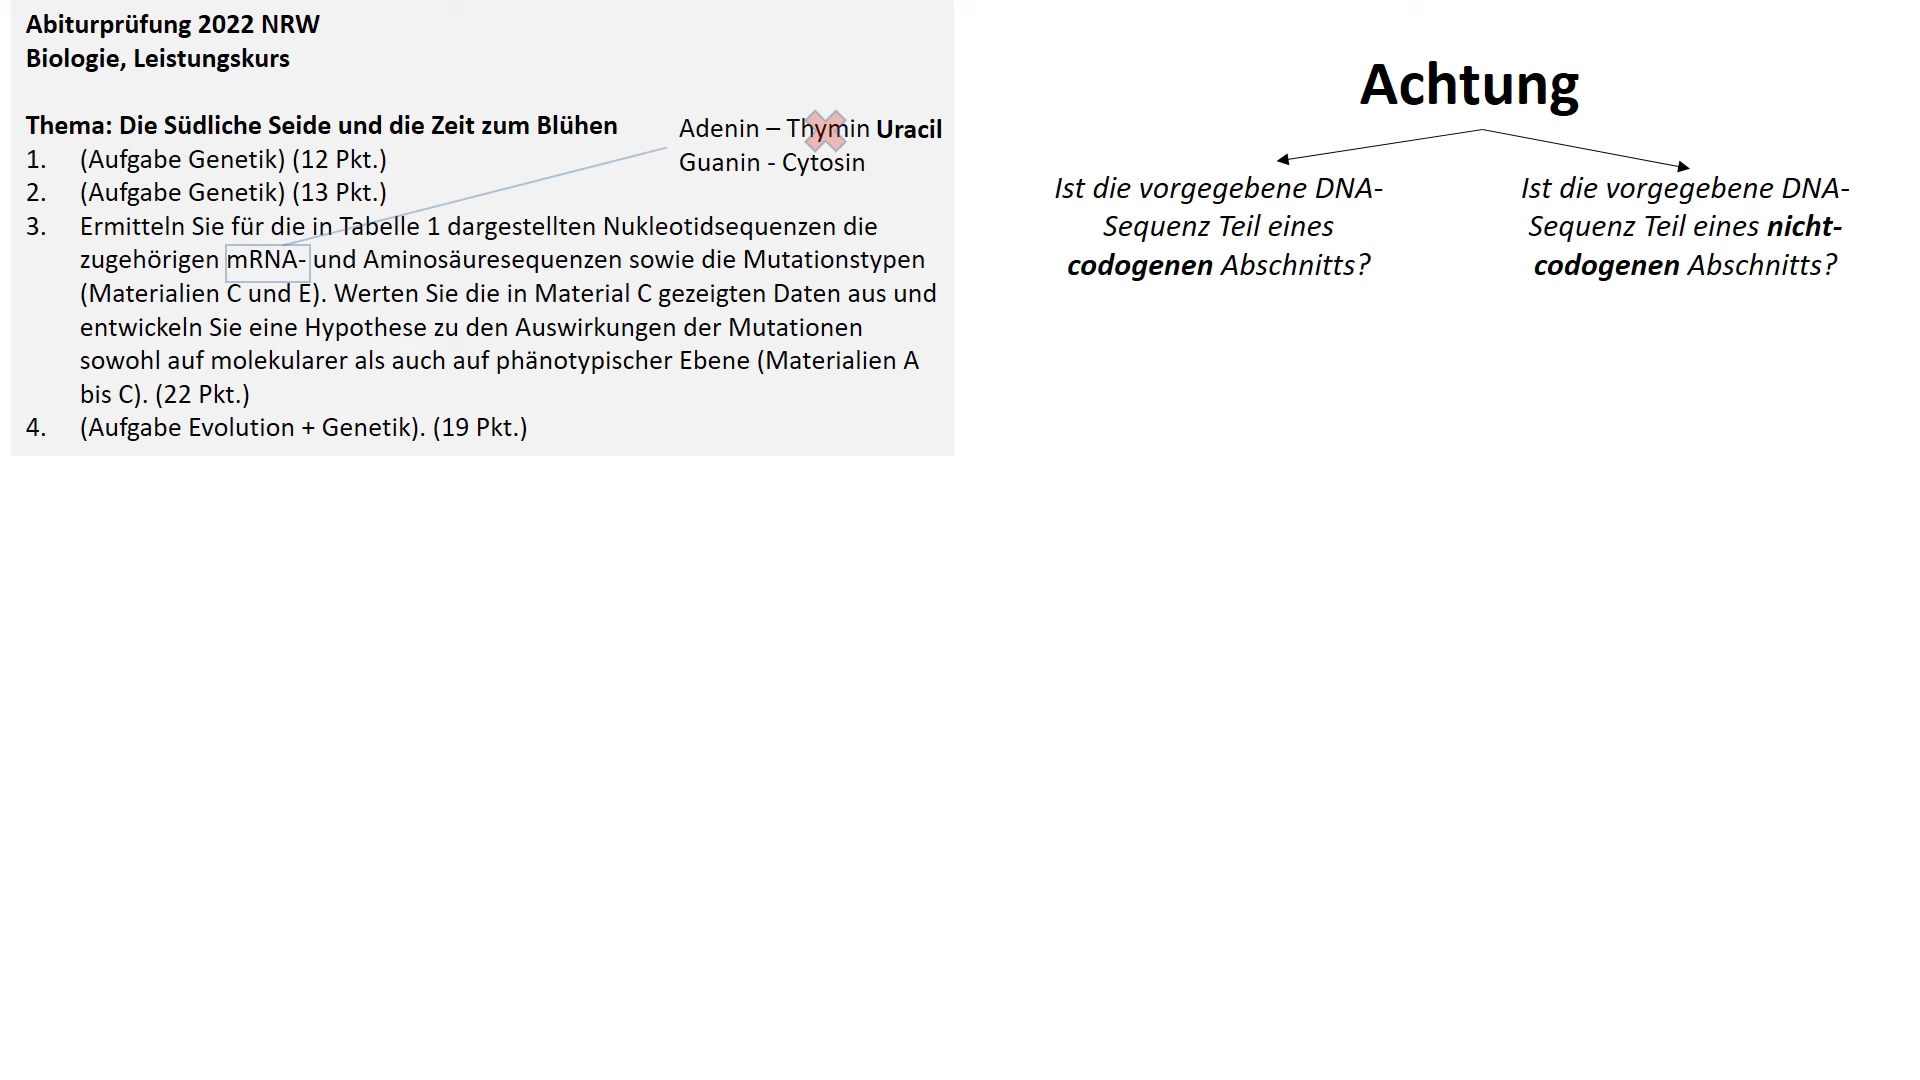 Abiturprüfung 2022 NRW
Biologie, Leistungskurs
Thema: Die Südliche Seide und die Zeit zum Blühen
Adenin – Thymin Uracil
Guanin - Cytosin
1. (Aufgabe Genetik) (12 Pkt.)
2. (Aufgabe Genetik) (13 Pkt.)
3. Ermitteln Sie für die in Tabelle 1 dargestellten Nukleotidsequenzen die
zugehörigen mRNA- und Aminosäuresequenzen sowie die Mutationstypen
(Materialien C und E). Werten Sie die in Material C gezeigten Daten aus und
entwickeln Sie eine Hypothese zu den Auswirkungen der Mutationen
sowohl auf molekularer als auch auf phänotypischer Ebene (Materialien A
bis C). (22 Pkt.)
4. (Aufgabe Evolution + Genetik). (19 Pkt.)
Achtung
Ist die vorgegebene DNA-
Sequenz Teil eines
codogenen Abschnitts?
Ist die vorgegebene DNA-
Sequenz Teil eines nicht-
codogenen Abschnitts?